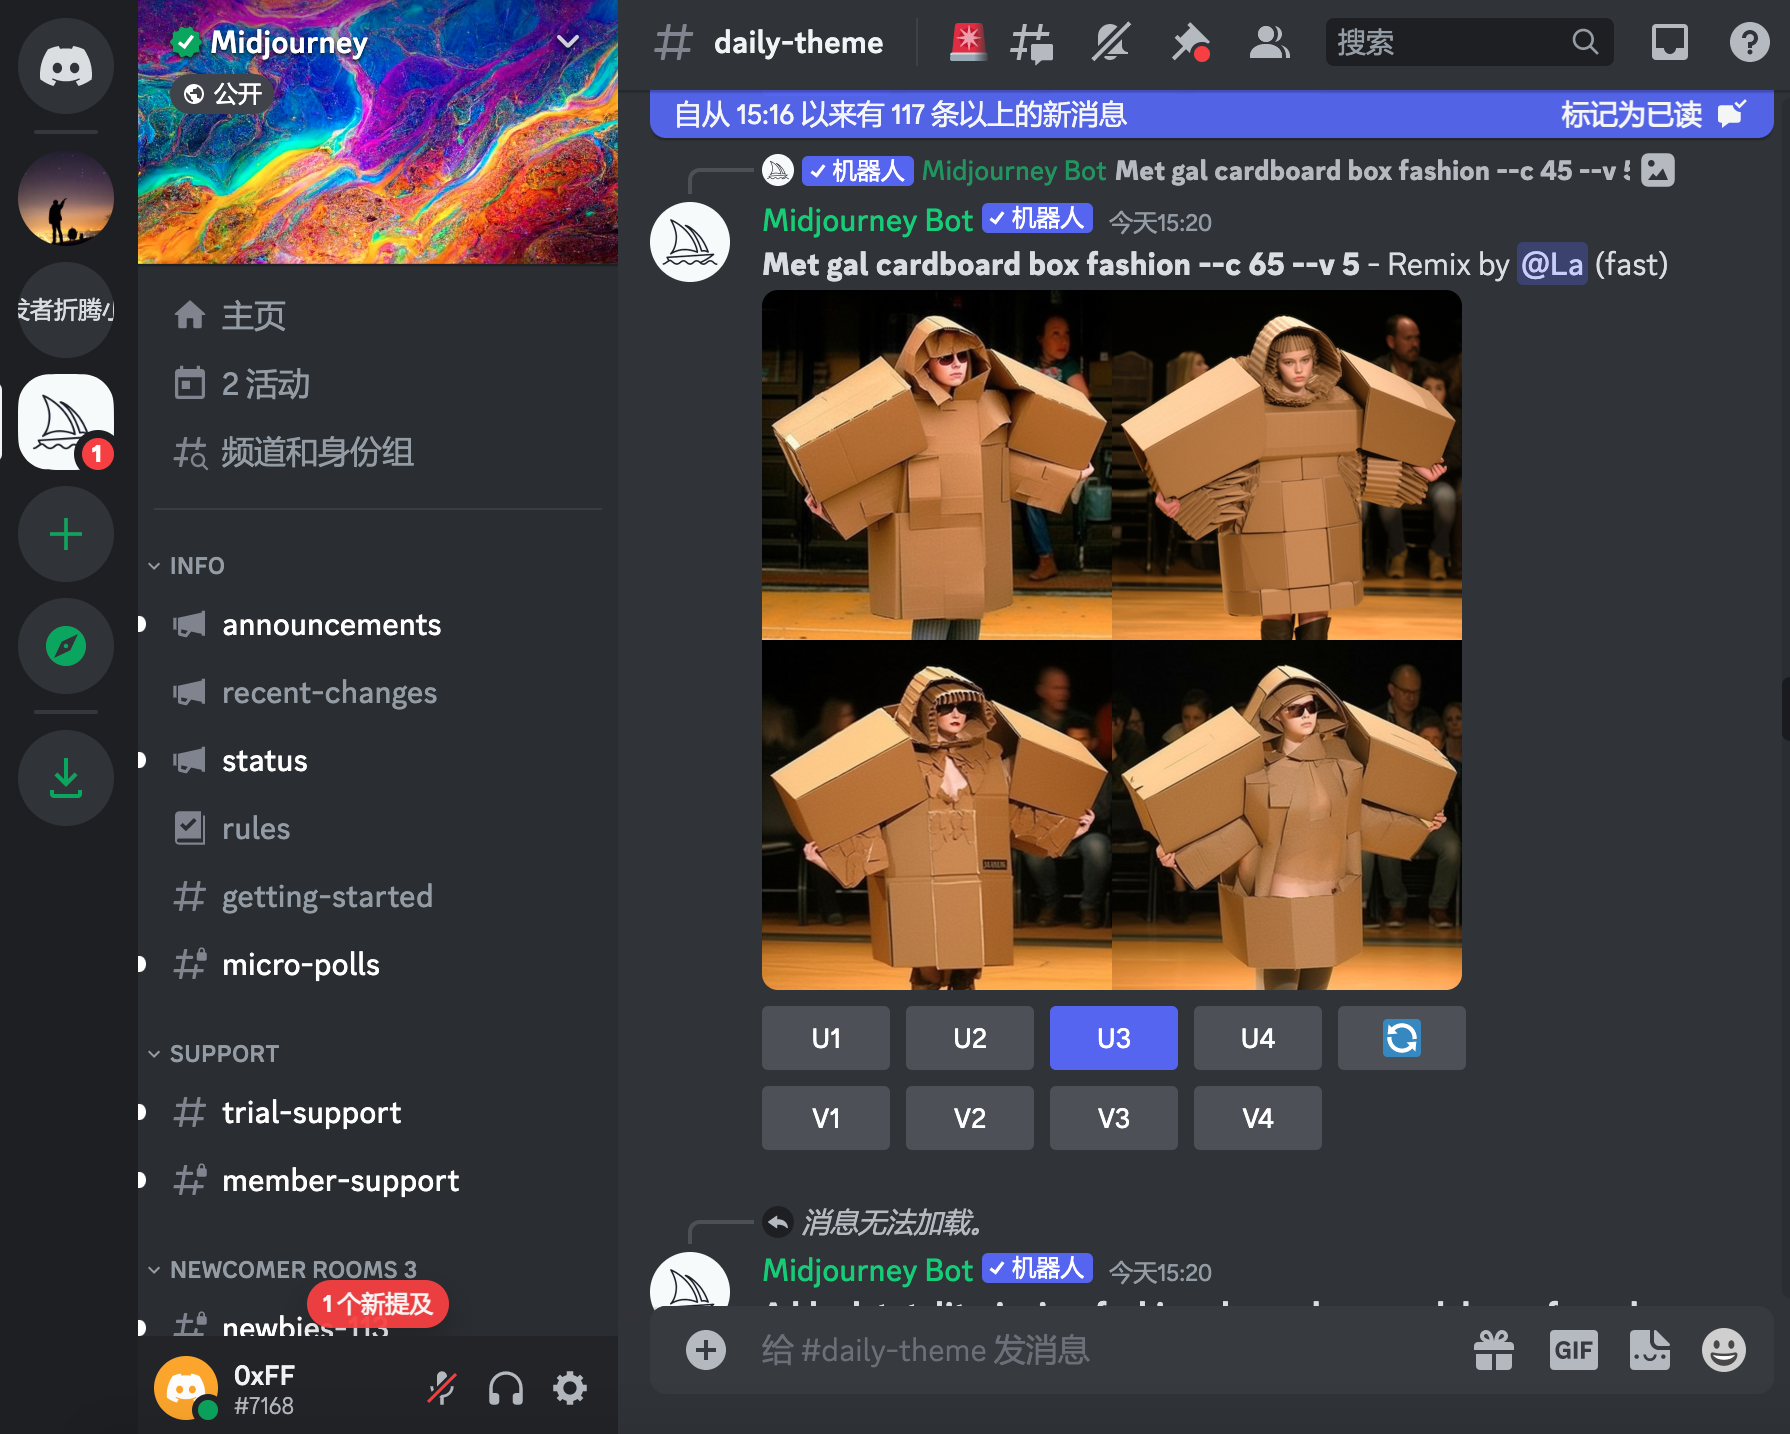 Midjourney
公开
者折腾
1
主页
2 活动
频道和身份组
INFO
announcements
recent-changes
status
rules
getting-started
micro-polls
SUPPORT
trial-support
member-support
NEWCOMER ROOMS 3
1 个新提及
newbies-113
0xFF
#7168
daily-theme
搜索
自从 15:16 以来有 117 条以上的新消息
标记为已读
机器人 Midjourney Bot Met gal cardboard box fashion --c 45 --v 5
Midjourney Bot 机器人 今天15:20
Met gal cardboard box fashion --c 65 --v 5 - Remix by @La (fast)
U1 U2 U3 U4
V1 V2 V3 V4
消息无法加载。
Midjourney Bot 机器人 今天15:20
给 #daily-theme 发消息
GIF